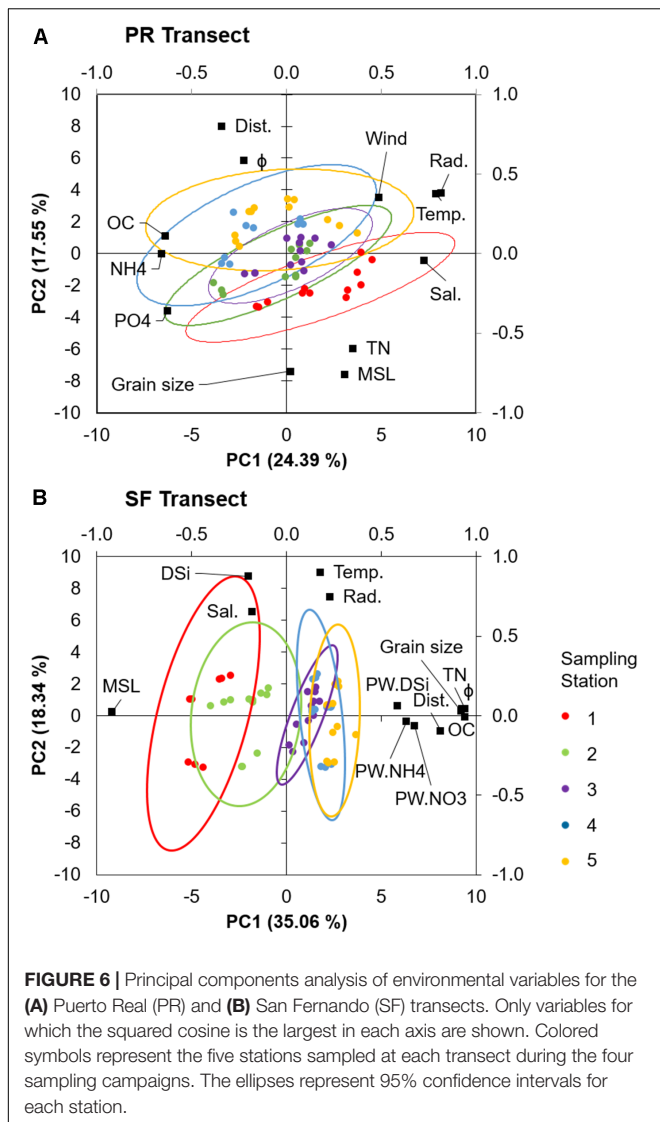 A
PR Transect
-1.0 -0.5 0.0 0.5 1.0
10
8
6
4
2
0
-2
-4
-6
-8
-10
PC2 (17.55 %)
1.0
0.5
0.0
-0.5
-1.0
Dist.
ϕ
Wind
Rad.
Temp.
OC
NH4
Sal.
PO4
TN
Grain size
MSL
-10 -5 0 5 10
PC1 (24.39 %)
B
SF Transect
-1.0 -0.5 0.0 0.5 1.0
10
8
6
4
2
0
-2
-4
-6
-8
-10
PC2 (18.34 %)
1.0
0.5
0.0
-0.5
-1.0
DSi
Temp.
Sal.
Rad.
Grain size
MSL
PW.DSi
TN
ϕ
Dist.
OC
PW.NH4
PW.NO3
-10 -5 0 5 10
PC1 (35.06 %)
Sampling
Station
1
2
3
4
5
FIGURE 6 | Principal components analysis of environmental variables for the
(A) Puerto Real (PR) and (B) San Fernando (SF) transects. Only variables for
which the squared cosine is the largest in each axis are shown. Colored
symbols represent the five stations sampled at each transect during the four
sampling campaigns. The ellipses represent 95% confidence intervals for
each station.